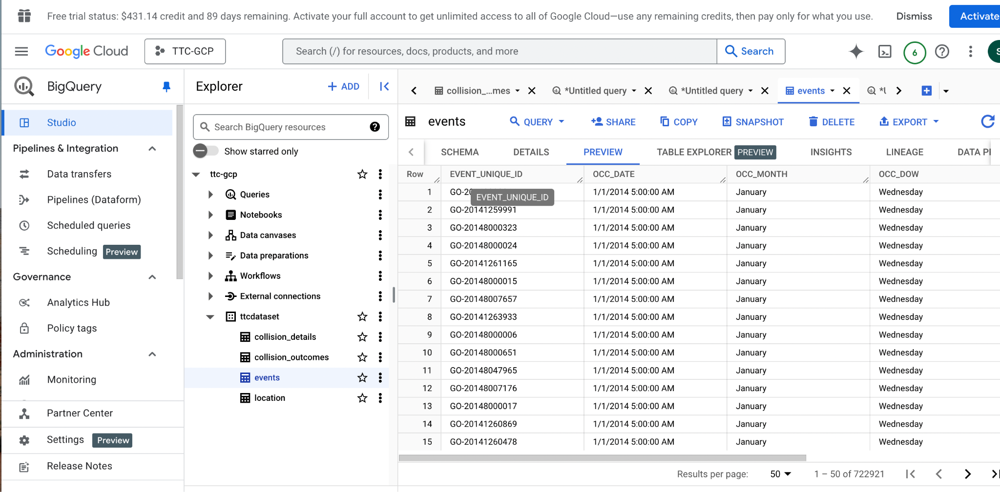 Free trial status: $431.14 credit and 89 days remaining. Activate your full account to get unlimited access to all of Google Cloud—use any remaining credits, then pay only for what you use.
Dismiss
Activate
Google Cloud
TTC-GCP
Search (/) for resources, docs, products, and more
Search
6
S
BigQuery
Studio
Pipelines & Integration
Data transfers
Pipelines (Dataform)
Scheduled queries
Scheduling Preview
Governance
Analytics Hub
Policy tags
Administration
Monitoring
Partner Center
Settings Preview
Release Notes
Explorer
ADD
Search BigQuery resources
Show starred only
ttc-gcp
Queries
Notebooks
Data canvases
Data preparations
Workflows
External connections
ttcdataset
collision_details
collision_outcomes
events
location
collision_...mes
*Untitled query
*Untitled query
events
events
QUERY
SHARE
COPY
SNAPSHOT
DELETE
EXPORT
SCHEMA
DETAILS
PREVIEW
TABLE EXPLORER PREVIEW
INSIGHTS
LINEAGE
DATA
Row EVENT_UNIQUE_ID OCC_DATE OCC_MONTH OCC_DOW
1 GO-20 1/1/2014 5:00:00 AM January Wednesday
EVENT_UNIQUE_ID
2 GO-20141259991 1/1/2014 5:00:00 AM January Wednesday
3 GO-20148000323 1/1/2014 5:00:00 AM January Wednesday
4 GO-20148000024 1/1/2014 5:00:00 AM January Wednesday
5 GO-20141261165 1/1/2014 5:00:00 AM January Wednesday
6 GO-20148000015 1/1/2014 5:00:00 AM January Wednesday
7 GO-20148007657 1/1/2014 5:00:00 AM January Wednesday
8 GO-20141263933 1/1/2014 5:00:00 AM January Wednesday
9 GO-20148000006 1/1/2014 5:00:00 AM January Wednesday
10 GO-20148000651 1/1/2014 5:00:00 AM January Wednesday
11 GO-20148047965 1/1/2014 5:00:00 AM January Wednesday
12 GO-20148007176 1/1/2014 5:00:00 AM January Wednesday
13 GO-20148000017 1/1/2014 5:00:00 AM January Wednesday
14 GO-20141260869 1/1/2014 5:00:00 AM January Wednesday
15 GO-20141260478 1/1/2014 5:00:00 AM January Wednesday
Results per page: 50 1 – 50 of 722921